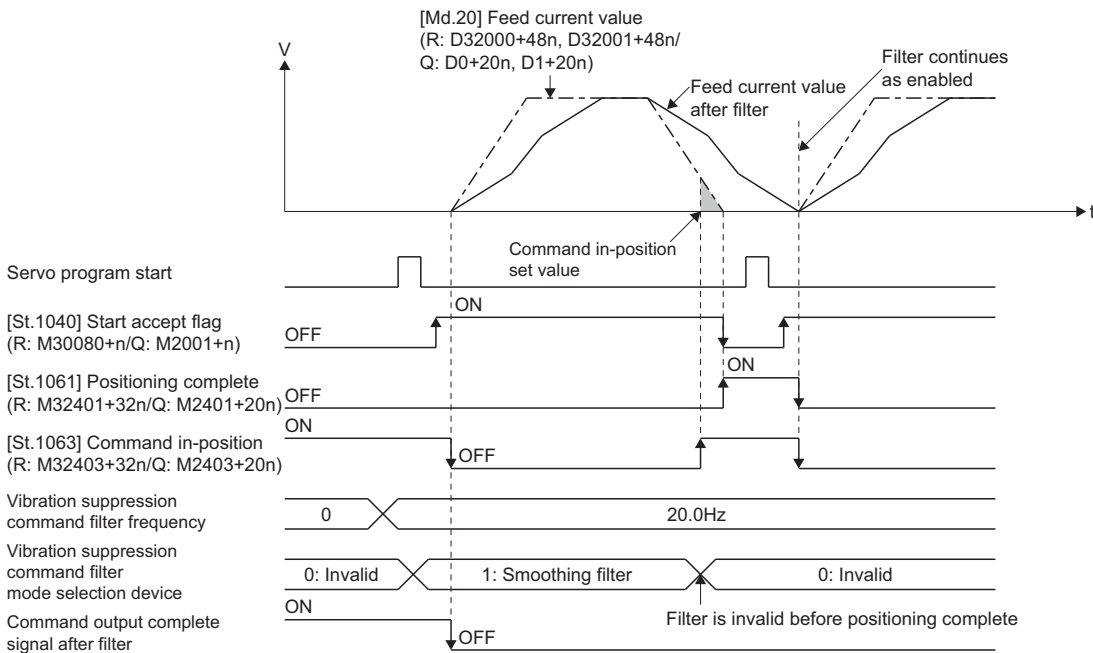 [Md.20] Feed current value
(R: D32000+48n, D32001+48n/
Q: D0+20n, D1+20n)
V
Filter continues
as enabled
Feed current value
after filter
t
Command in-position
set value
Servo program start
ON
[St.1040] Start accept flag
(R: M30080+n/Q: M2001+n)
OFF
ON
[St.1061] Positioning complete
(R: M32401+32n/Q: M2401+20n)
OFF
ON
[St.1063] Command in-position
(R: M32403+32n/Q: M2403+20n)
OFF
Vibration suppression
command filter frequency
0
20.0Hz
Vibration suppression
command filter
mode selection device
0: Invalid
1: Smoothing filter
0: Invalid
ON
Filter is invalid before positioning complete
Command output complete
signal after filter
OFF